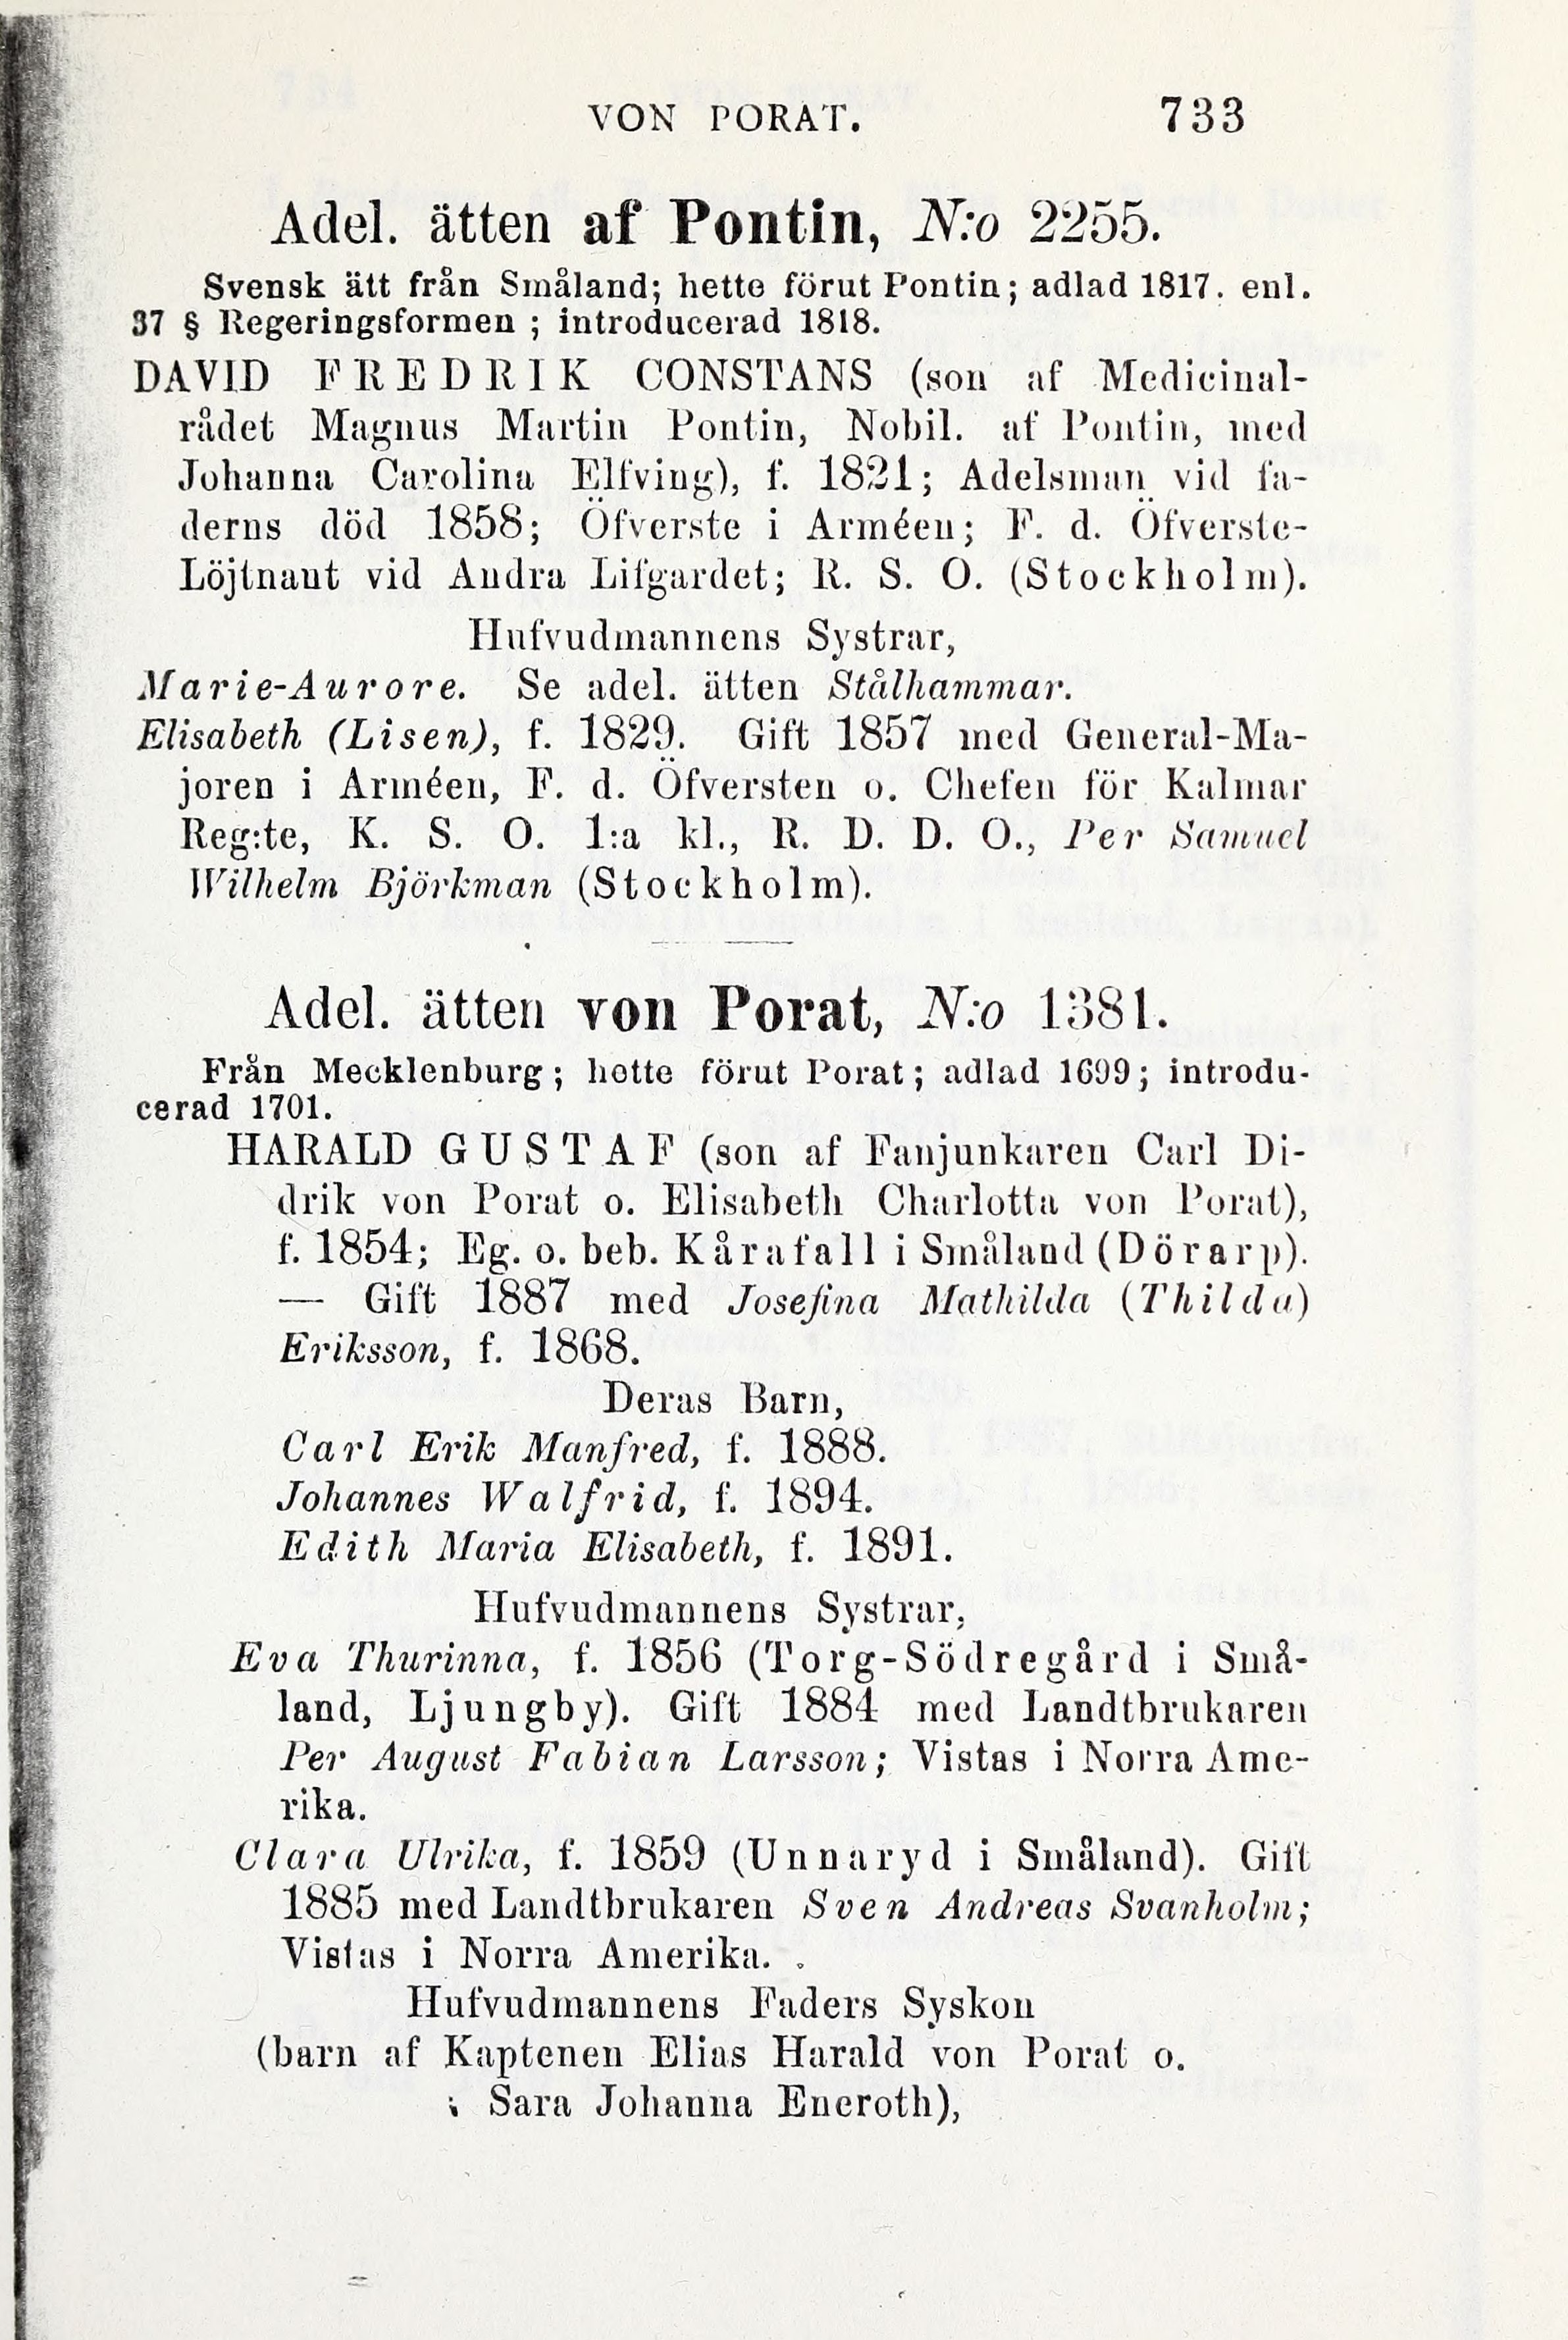 VON PORAT. 733
Adel. ätten af Pontin, N:o 2255.
Svensk ätt från Småland; hette förut Pontin; adlad 1817. enl.
37 § Regeringsformen ; introducerad 1818.
DAVID FREDRIK CONSTANS (son af Medicinal-
rådet Magnus Martin Pontin, Nobil. af Pontin, med
Johanna Carolina Elfving), f. 1821; Adelsman vid fa-
derns död 1858; Öfverste i Arméen; F. d. Öfverste-
Löjtnant vid Andra Lifgardet; R. S. O. (Stockholm).
Hufvudmannens Systrar,
Marie-Aurore. Se adel. ätten Stålhammar.
Elisabeth (Lisen), f. 1829. Gift 1857 med General-Ma-
joren i Arméen, F. d. Öfversten o. Chefen för Kalmar
Reg:te, K. S. O. 1:a kl., R. D. D. O., Per Samuel
Wilhelm Björkman (Stockholm).
Adel. ätten von Porat, N:o 1381.
Från Mecklenburg; hette förut Porat; adlad 1699; introdu-
cerad 1701.
HARALD GUSTAF (son af Fanjunkaren Carl Di-
drik von Porat o. Elisabeth Charlotta von Porat),
f. 1854; Eg. o. beb. Kårafall i Småland (Dörarp).
— Gift 1887 med Josefina Mathilda (Thilda)
Eriksson, f. 1868.
Deras Barn,
Carl Erik Manfred, f. 1888.
Johannes Walfrid, f. 1894.
Edith Maria Elisabeth, f. 1891.
Hufvudmannens Systrar,
Eva Thurinna, f. 1856 (Torg-Södregård i Små-
land, Ljungby). Gift 1884 med Landtbrukaren
Per August Fabian Larsson; Vistas i Norra Ame-
rika.
Clara Ulrika, f. 1859 (Unnaryd i Småland). Gift
1885 med Landtbrukaren Sven Andreas Svanholm;
Vistas i Norra Amerika.
Hufvudmannens Faders Syskon
(barn af Kaptenen Elias Harald von Porat o.
Sara Johanna Eneroth),